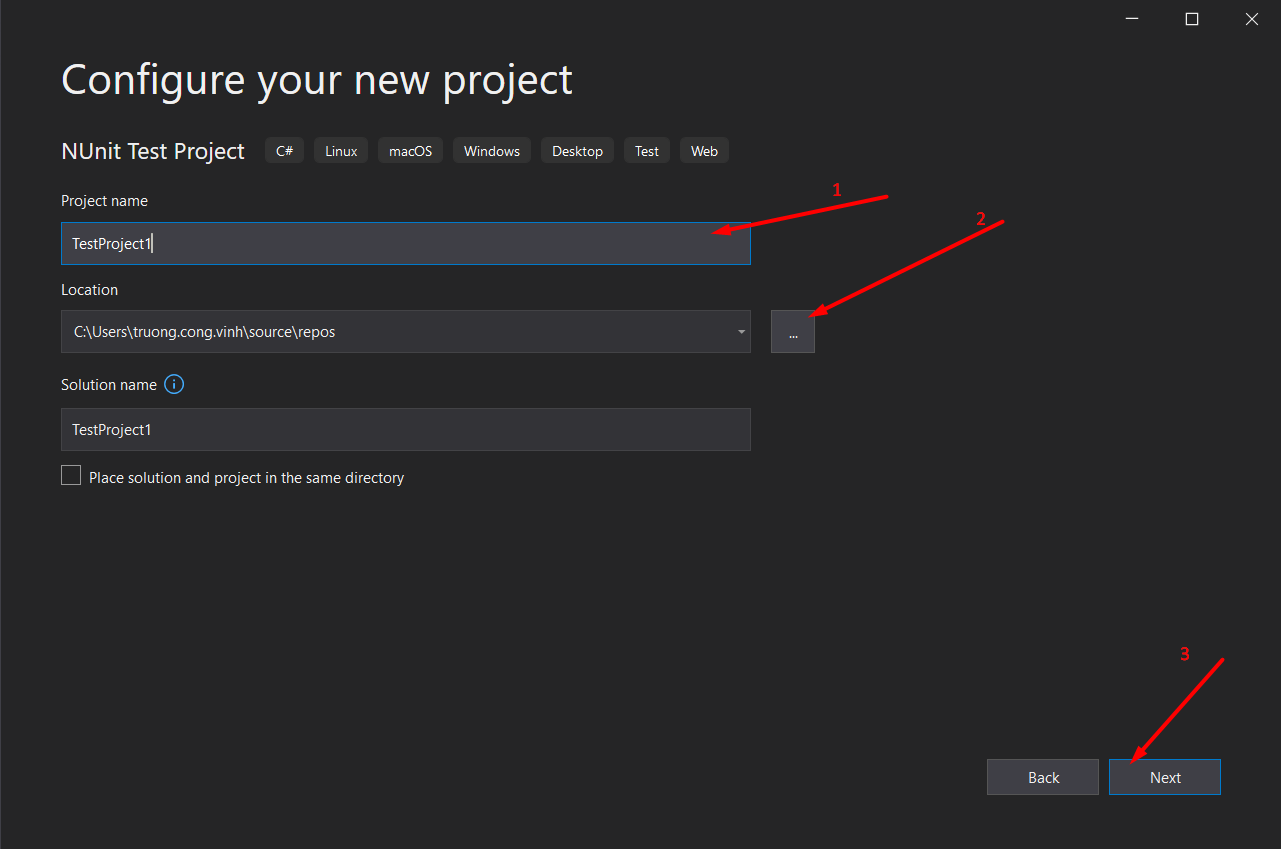 Configure your new project
NUnit Test Project C# Linux macOS Windows Desktop Test Web
Project name
1
TestProject1
2
Location
C:\Users\truong.cong.vinh\source\repos
...
Solution name
TestProject1
Place solution and project in the same directory
3
Back Next